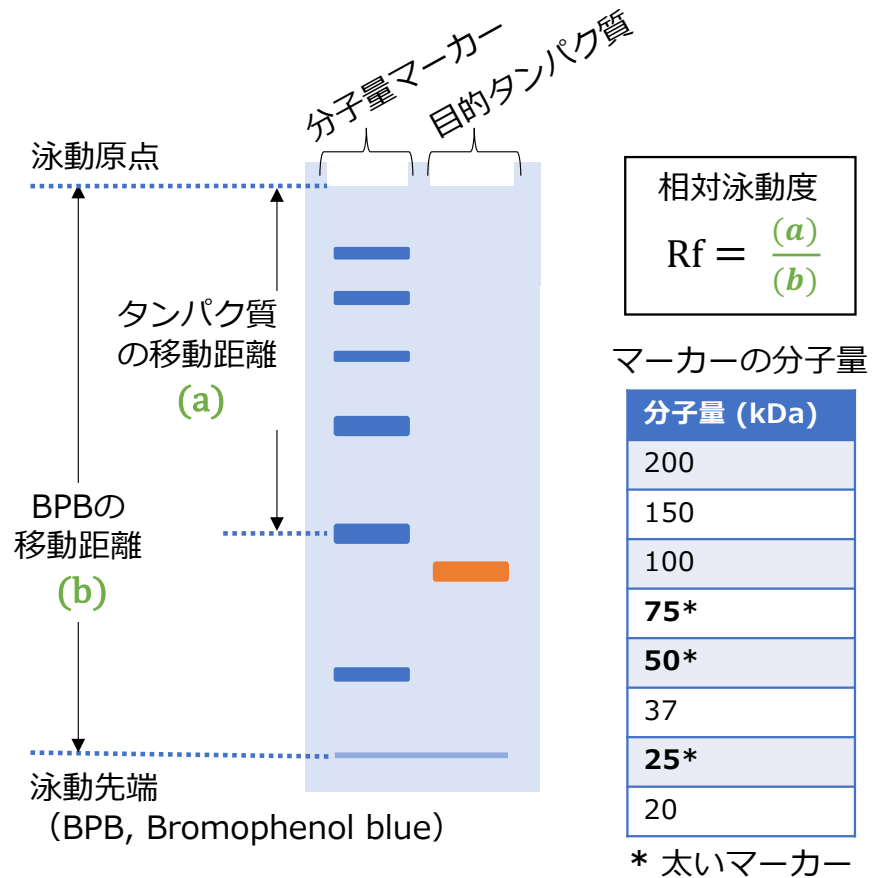 分子量マーカー
目的タンパク質
泳動原点
タンパク質
の移動距離
(a)
BPBの
移動距離
(b)
泳動先端
（BPB, Bromophenol blue）
相対泳動度
Rf = (a)
(b)
マーカーの分子量
分子量 (kDa)
200
150
100
75*
50*
37
25*
20
* 太いマーカー